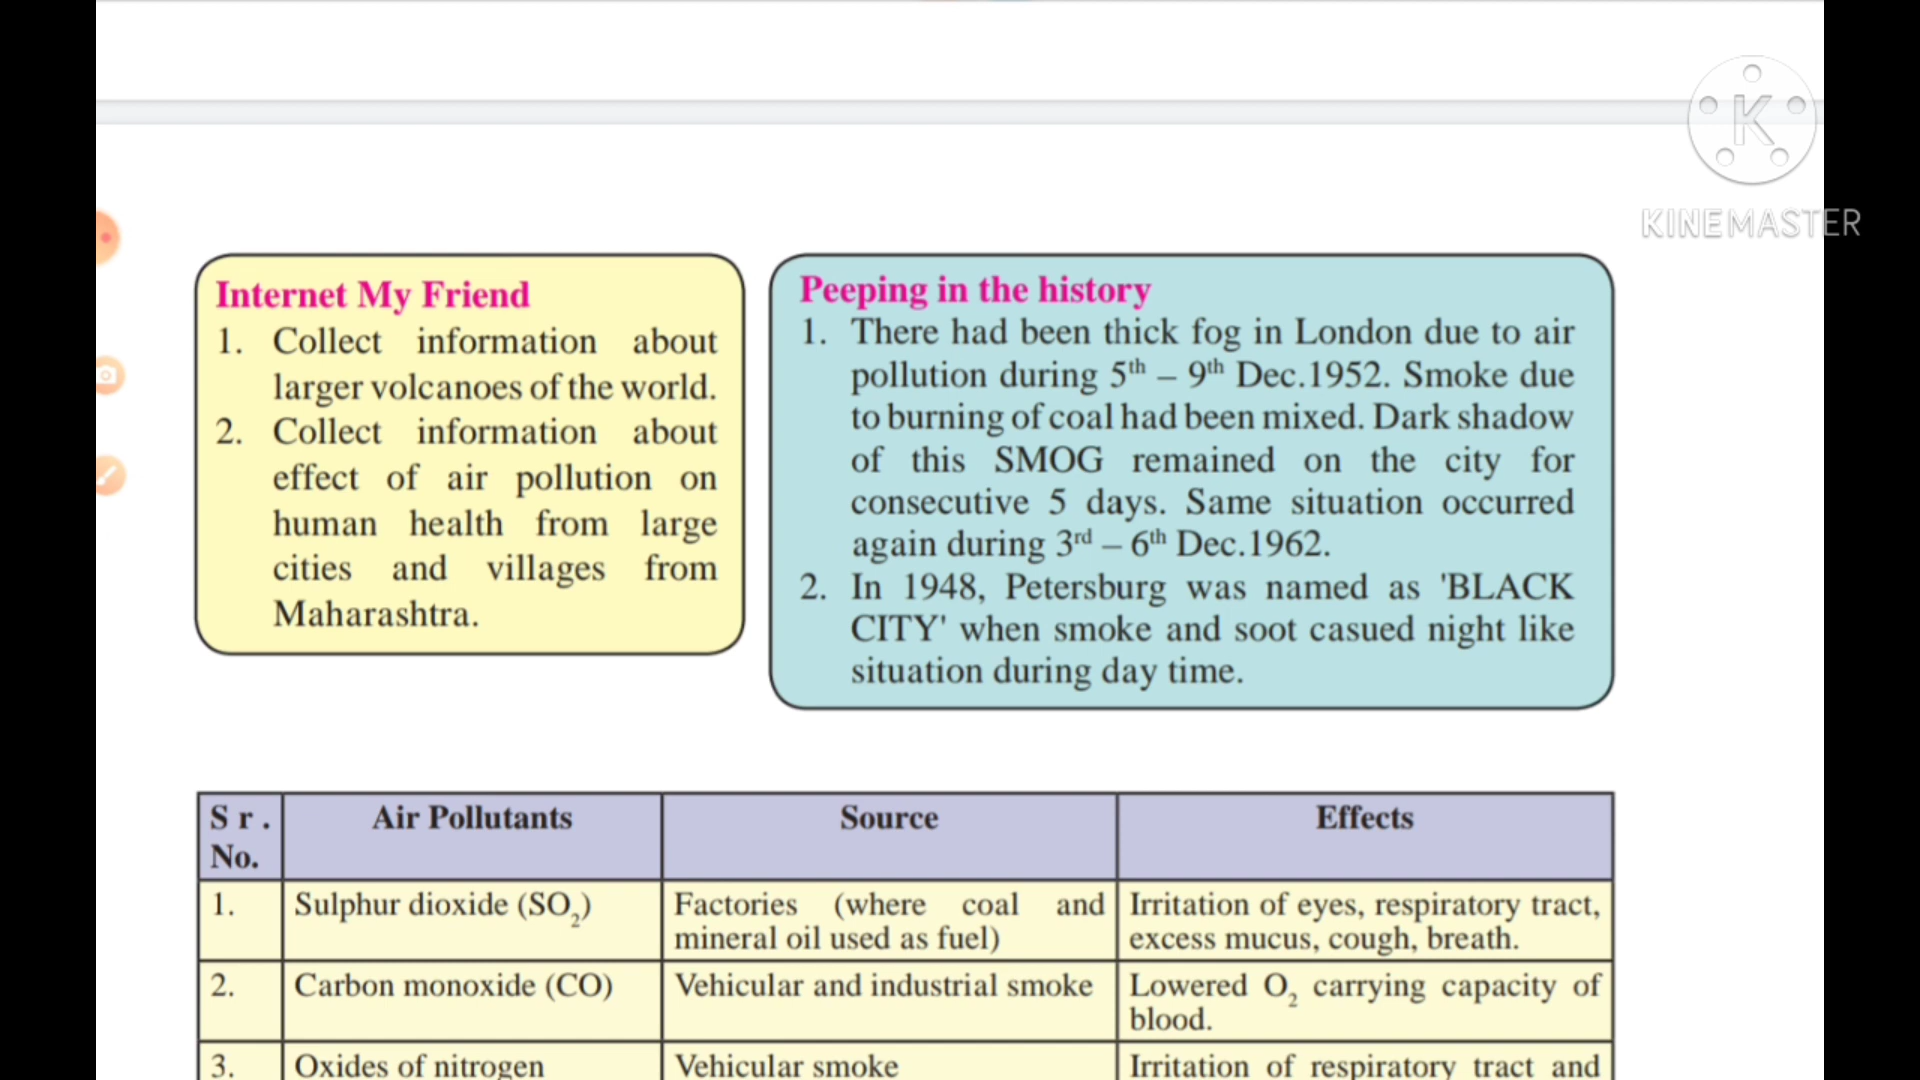 K
KINEMASTER
Internet My Friend
1. Collect information about
larger volcanoes of the world.
2. Collect information about
effect of air pollution on
human health from large
cities and villages from
Maharashtra.
Peeping in the history
1. There had been thick fog in London due to air
pollution during 5th – 9th Dec.1952. Smoke due
to burning of coal had been mixed. Dark shadow
of this SMOG remained on the city for
consecutive 5 days. Same situation occurred
again during 3rd – 6th Dec.1962.
2. In 1948, Petersburg was named as 'BLACK
CITY' when smoke and soot casued night like
situation during day time.
Sr. No. Air Pollutants Source Effects
1. Sulphur dioxide (SO₂) Factories (where coal and mineral oil used as fuel) Irritation of eyes, respiratory tract, excess mucus, cough, breath.
2. Carbon monoxide (CO) Vehicular and industrial smoke Lowered O₂ carrying capacity of blood.
3. Oxides of nitrogen Vehicular smoke Irritation of respiratory tract and